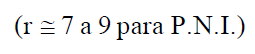 (r ≅ 7 a 9 para P.N.I.)